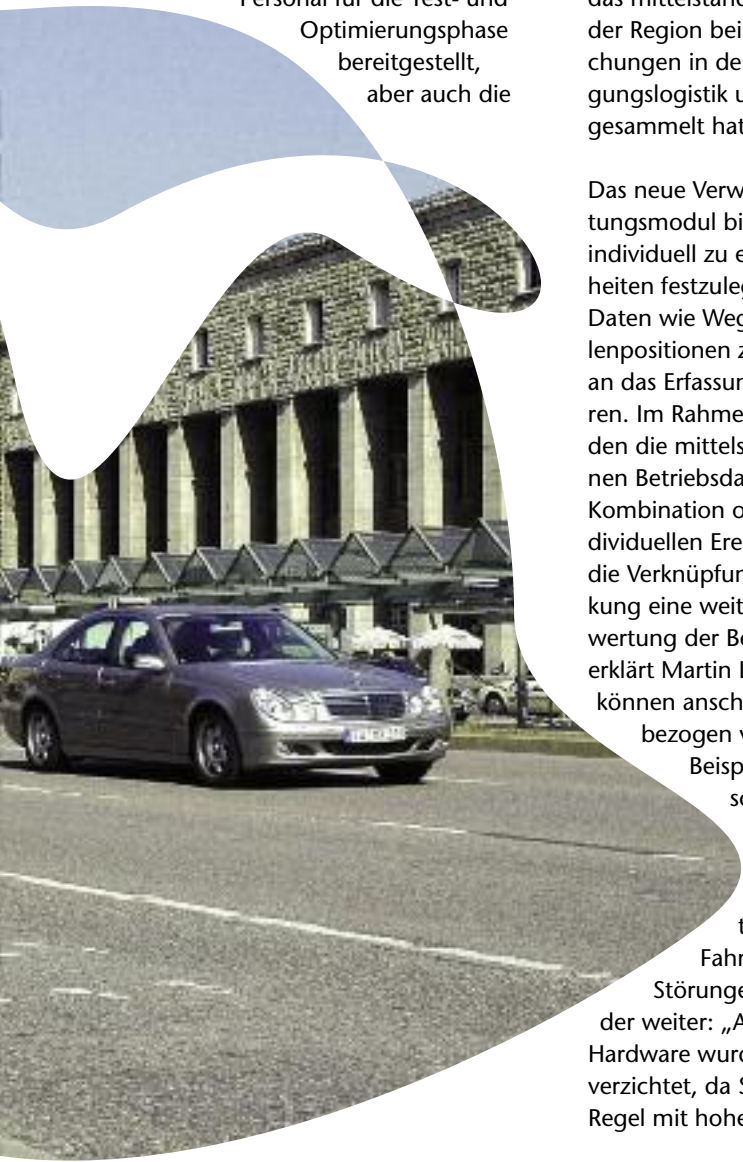 Personal für die Test- und
Optimierungsphase
bereitgestellt,
aber auch die
das mittelstän
der Region bei
chungen in de
gungslogistik u
gesammelt hat
Das neue Verw
tungsmodul bi
individuell zu e
heiten festzuleg
Daten wie Weg
lenpositionen z
an das Erfassun
ren. Im Rahme
den die mittels
nen Betriebsda
Kombination o
dividuellen Ere
die Verknüpfun
kung eine weit
wertung der Be
erklärt Martin L
können ansch
bezogen v
Beisp
so
t
Fahr
Störunge
der weiter: „A
Hardware wurd
verzichtet, da S
Regel mit hohe